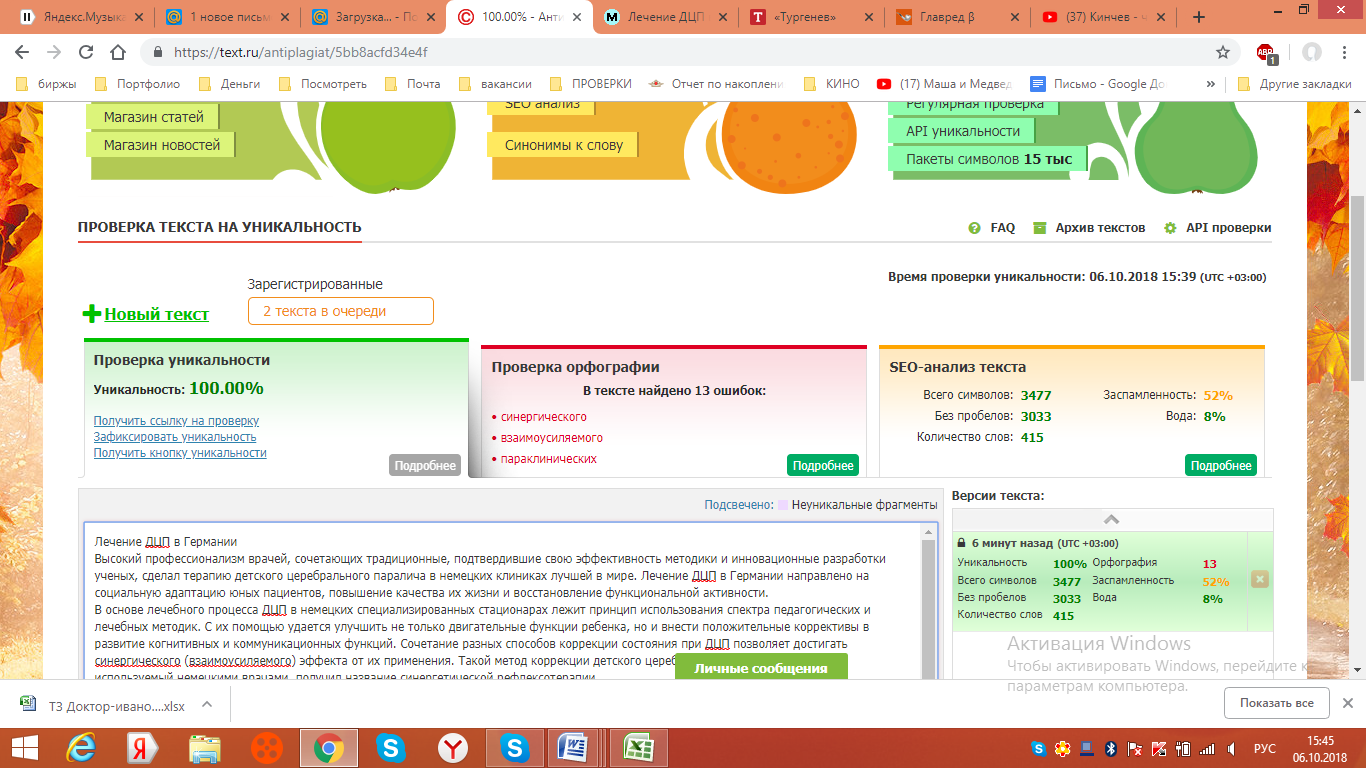 Яндекс.Музыка
1 новое письм
Загрузка... - По
100.00% - Анти
Лечение ДЦП
«Тургенев»
Главред β
(37) Кинчев - ч
https://text.ru/antiplagiat/5bb8acfd34e4f
ABP
1
биржы
Портфолио
Деньги
Посмотреть
Почта
вакансии
ПРОВЕРКИ
Отчет по накоплени
КИНО
(17) Маша и Медвед
Письмо - Google До
»
Другие закладки
Магазин статей
SEO анализ
Регулярная проверка
Магазин новостей
Синонимы к слову
API уникальности
Пакеты символов 15 тыс
ПРОВЕРКА ТЕКСТА НА УНИКАЛЬНОСТЬ
FAQ
Архив текстов
API проверки
Время проверки уникальности: 06.10.2018 15:39 (UTC +03:00)
Зарегистрированные
Новый текст
2 текста в очереди
Проверка уникальности
Уникальность: 100.00%
Получить ссылку на проверку
Зафиксировать уникальность
Получить кнопку уникальности
Подробнее
Проверка орфографии
В тексте найдено 13 ошибок:
• синергического
• взаимоусиляемого
• параклинических
Подробнее
SEO-анализ текста
Всего символов: 3477 Заспамленность: 52%
Без пробелов: 3033 Вода: 8%
Количество слов: 415
Подробнее
Подсвечено: Неуникальные фрагменты
Лечение ДЦП в Германии
Высокий профессионализм врачей, сочетающих традиционные, подтвердившие свою эффективность методики и инновационные разработки
ученых, сделал терапию детского церебрального паралича в немецких клиниках лучшей в мире. Лечение ДЦП в Германии направлено на
социальную адаптацию юных пациентов, повышение качества их жизни и восстановление функциональной активности.
В основе лечебного процесса ДЦП в немецких специализированных стационарах лежит принцип использования спектра педагогических и
лечебных методик. С их помощью удается улучшить не только двигательные функции ребенка, но и внести положительные коррективы в
развитие когнитивных и коммуникационных функций. Сочетание разных способов коррекции состояния при ДЦП позволяет достигать
синергического (взаимоусиляемого) эффекта от их применения. Такой метод коррекции детского цереб
используемый немецкими врачами, получил название синергетической рефлексотерапии
Личные сообщения
Версии текста:
6 минут назад (UTC +03:00)
Уникальность 100% Орфография 13
Всего символов 3477 Заспамленность 52%
Без пробелов 3033 Вода 8%
Количество слов 415
Активация Windows
Чтобы активировать Windows, перейдите к
параметрам компьютера.
ТЗ Доктор-ивано....xlsx
Показать все
РУС
15:45
06.10.2018